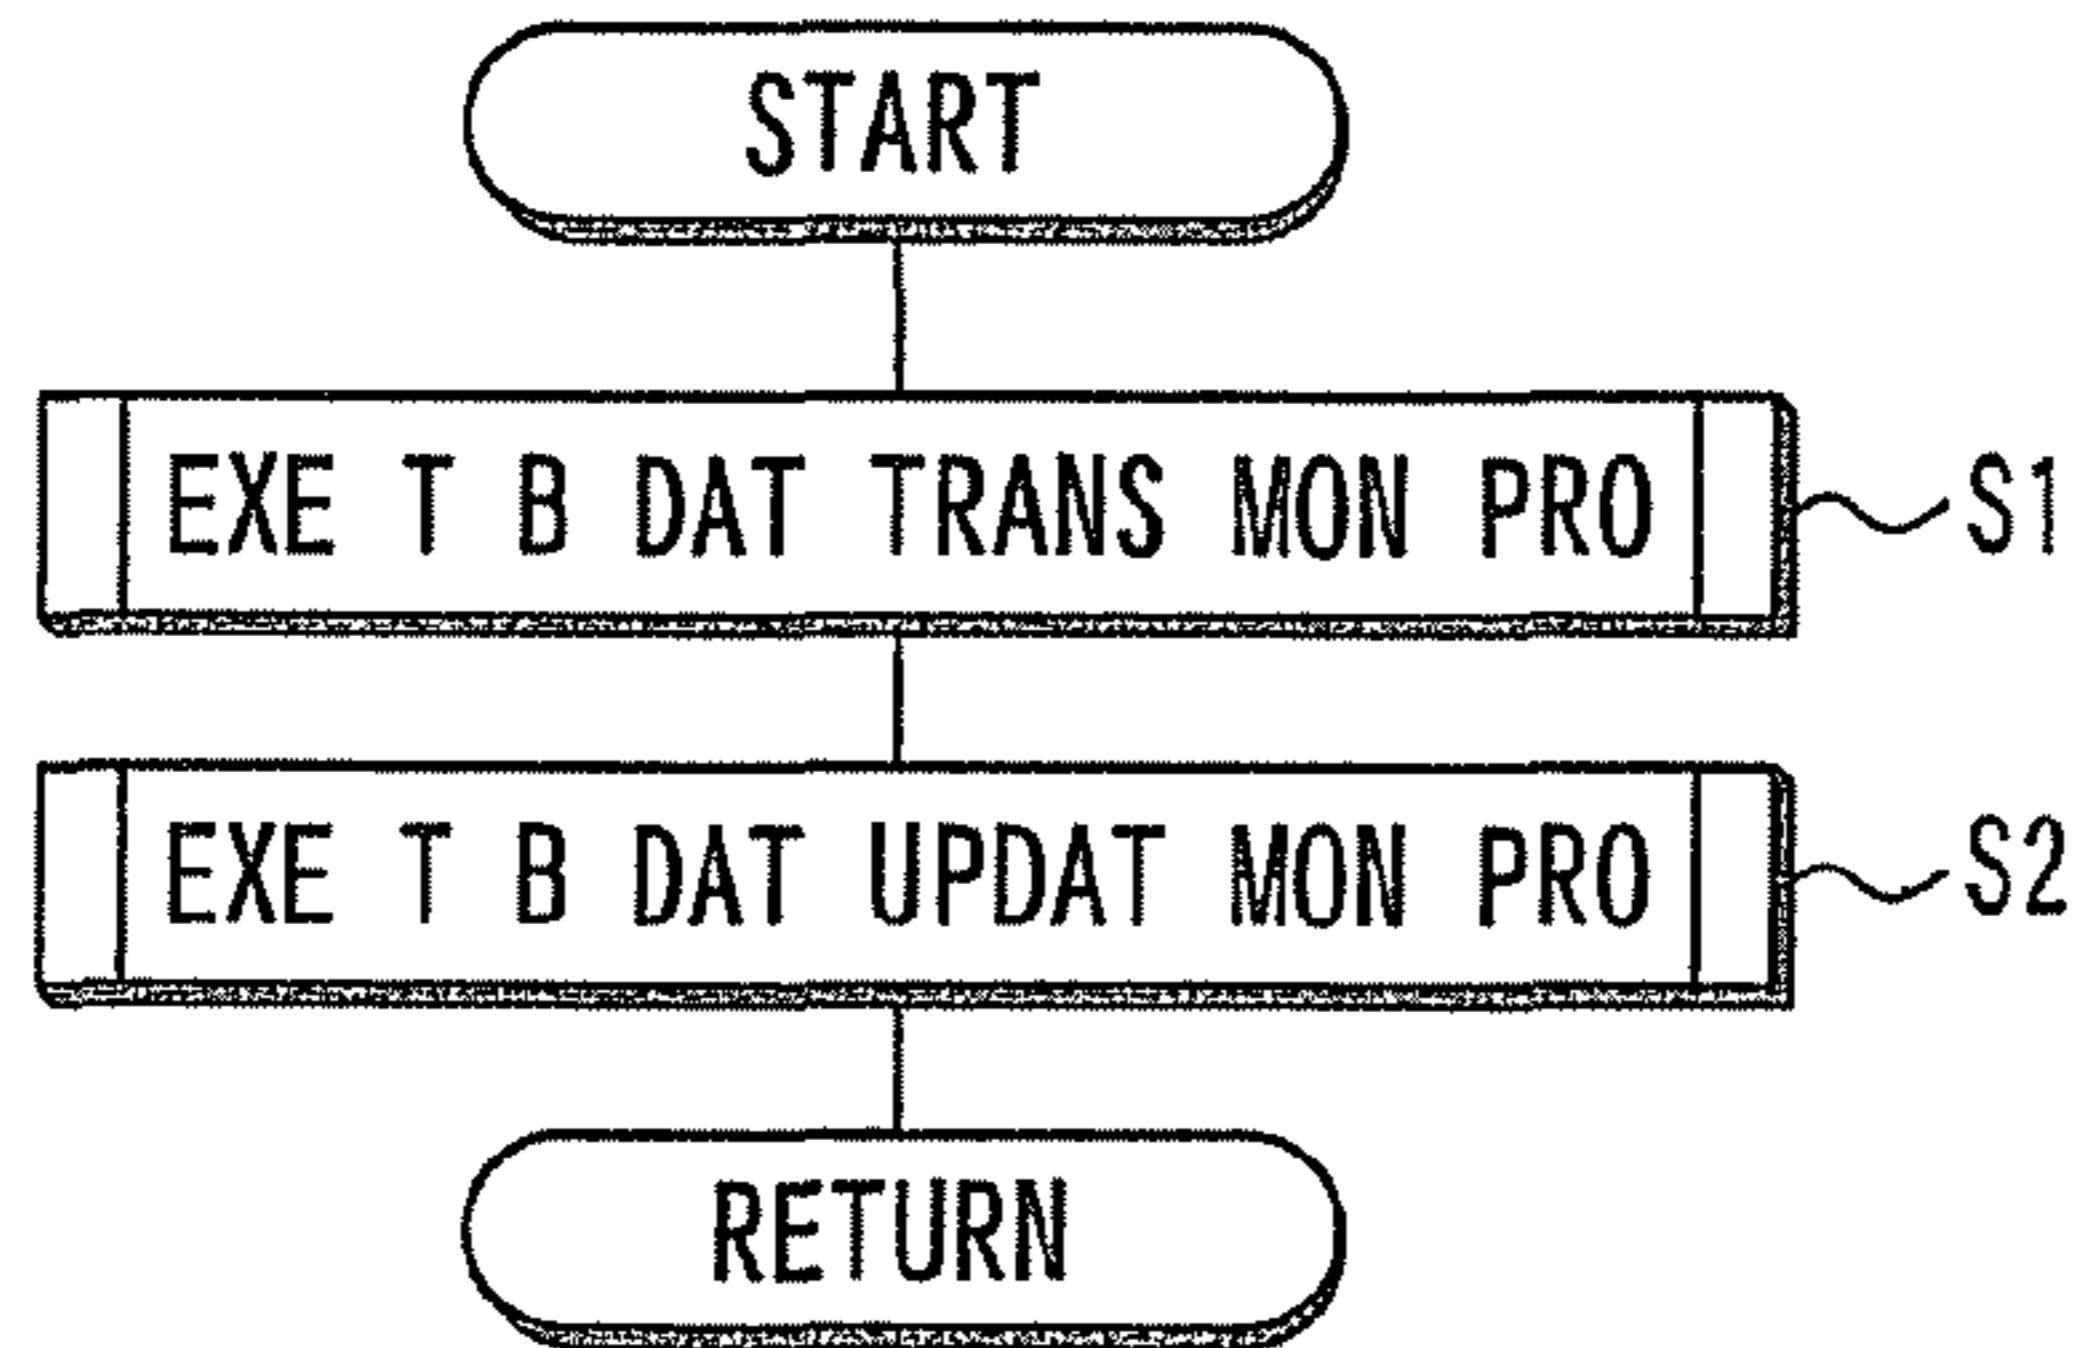 START
EXE T B DAT TRANS MON PRO
S1
EXE T B DAT UPDAT MON PRO
S2
RETURN